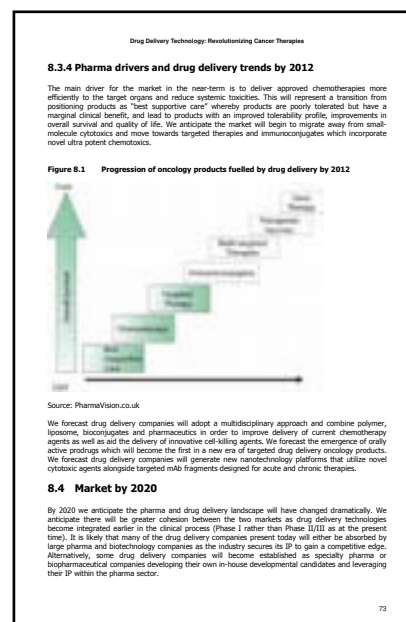 Drug Delivery Technology: Revolutionizing Cancer Therapies
8.3.4 Pharma drivers and drug delivery trends by 2012
The main driver for the market in the near-term is to deliver approved chemotherapies more
efficiently to the target organs and reduce systemic toxicities. This will represent a transition from
positioning products as "best supportive care" whereby products are poorly tolerated but have a
marginal clinical benefit, and lead to products with an improved tolerability profile, improvements in
overall survival and quality of life. We anticipate the market will begin to migrate away from small-
molecule cytotoxics and move towards targeted therapies and immunoconjugates which incorporate
novel ultra potent chemotoxics.
Figure 8.1 Progression of oncology products fuelled by drug delivery by 2012
Therapy
Therapies
Targeted
Therapy
Best
Supportive
Care
Source: PharmaVision.co.uk
We forecast drug delivery companies will adopt a multidisciplinary approach and combine polymer,
liposome, bioconjugates and pharmaceutics in order to improve delivery of current chemotherapy
agents as well as aid the delivery of innovative cell-killing agents. We forecast the emergence of orally
active prodrugs which will become the first in a new era of targeted drug delivery oncology products.
We forecast drug delivery companies will generate new nanotechnology platforms that utilize novel
cytotoxic agents alongside targeted mAb fragments designed for acute and chronic therapies.
8.4 Market by 2020
By 2020 we anticipate the pharma and drug delivery landscape will have changed dramatically. We
anticipate there will be greater cohesion between the two markets as drug delivery technologies
become integrated earlier in the clinical process (Phase I rather than Phase II/III as at the present
time). It is likely that many of the drug delivery companies present today will either be absorbed by
large pharma and biotechnology companies as the industry secures its IP to gain a competitive edge.
Alternatively, some drug delivery companies will become established as specialty pharma or
biopharmaceutical companies developing their own in-house developmental candidates and leveraging
their IP within the pharma sector.
73